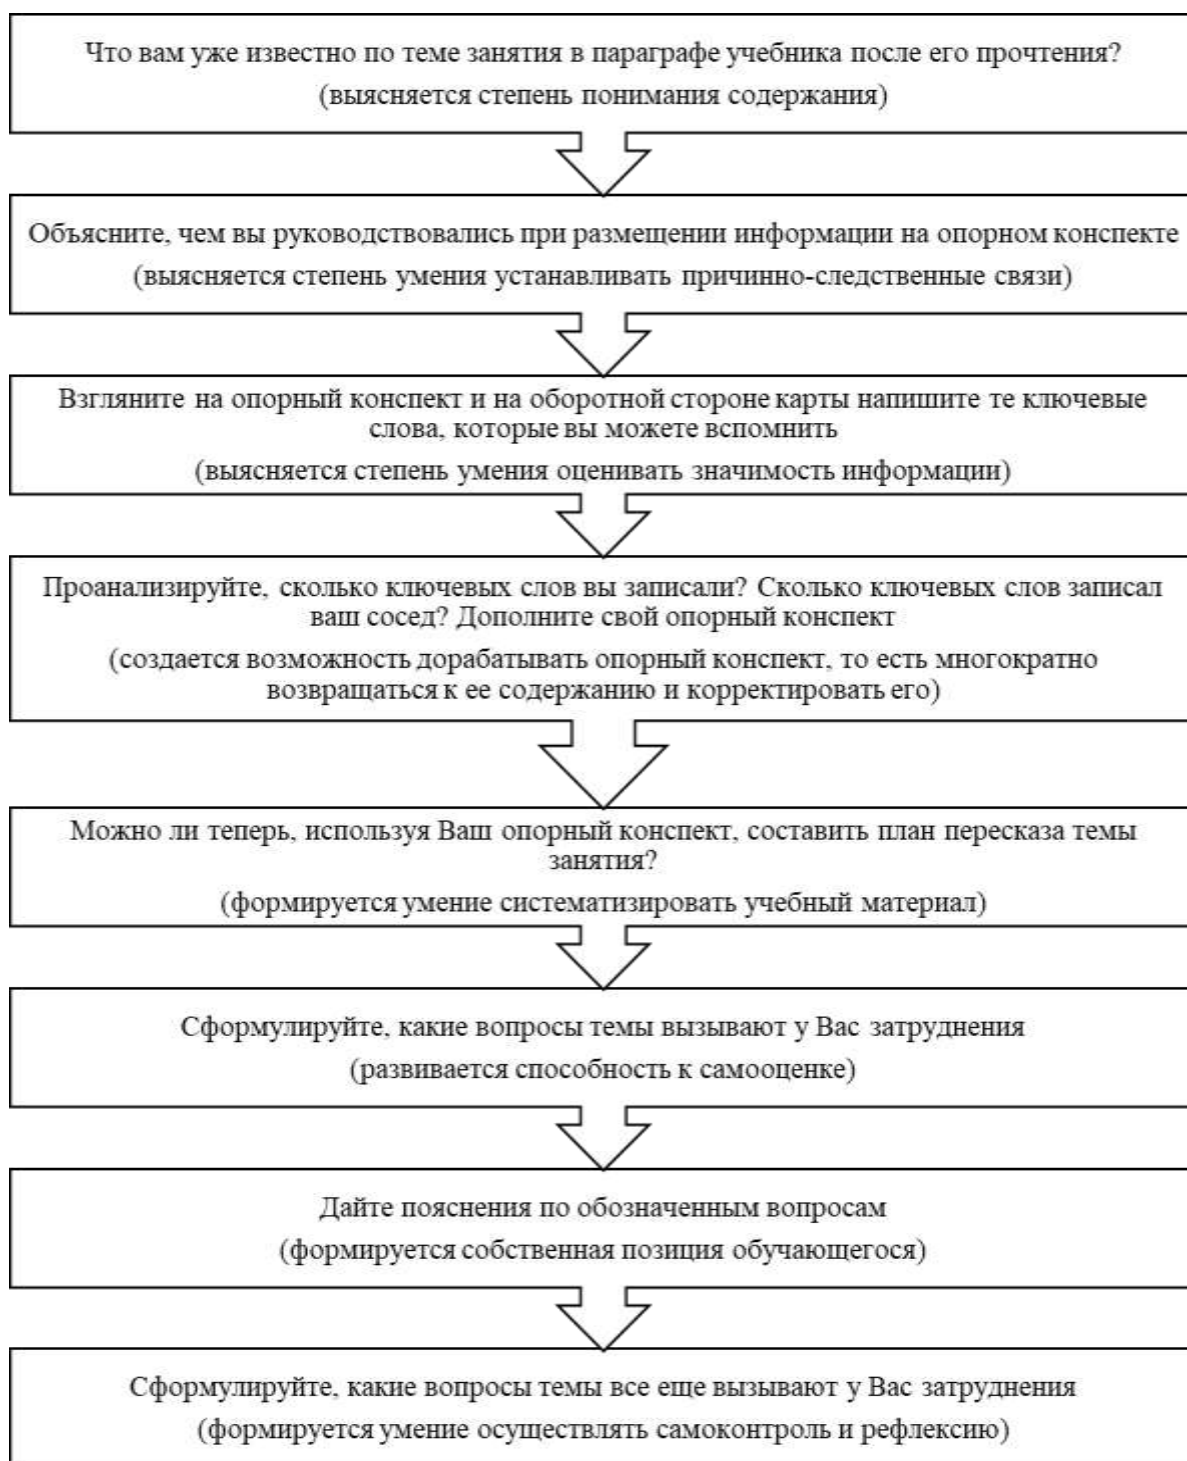 Что вам уже известно по теме занятия в параграфе учебника после его прочтения?
(выясняется степень понимания содержания)
Объясните, чем вы руководствовались при размещении информации на опорном конспекте
(выясняется степень умения устанавливать причинно-следственные связи)
Взгляните на опорный конспект и на оборотной стороне карты напишите те ключевые
слова, которые вы можете вспомнить
(выясняется степень умения оценивать значимость информации)
Проанализируйте, сколько ключевых слов вы записали? Сколько ключевых слов записал
ваш сосед? Дополните свой опорный конспект
(создается возможность дорабатывать опорный конспект, то есть многократно
возвращаться к ее содержанию и корректировать его)
Можно ли теперь, используя Ваш опорный конспект, составить план пересказа темы
занятия?
(формируется умение систематизировать учебный материал)
Сформулируйте, какие вопросы темы вызывают у Вас затруднения
(развивается способность к самооценке)
Дайте пояснения по обозначенным вопросам
(формируется собственная позиция обучающегося)
Сформулируйте, какие вопросы темы все еще вызывают у Вас затруднения
(формируется умение осуществлять самоконтроль и рефлексию)